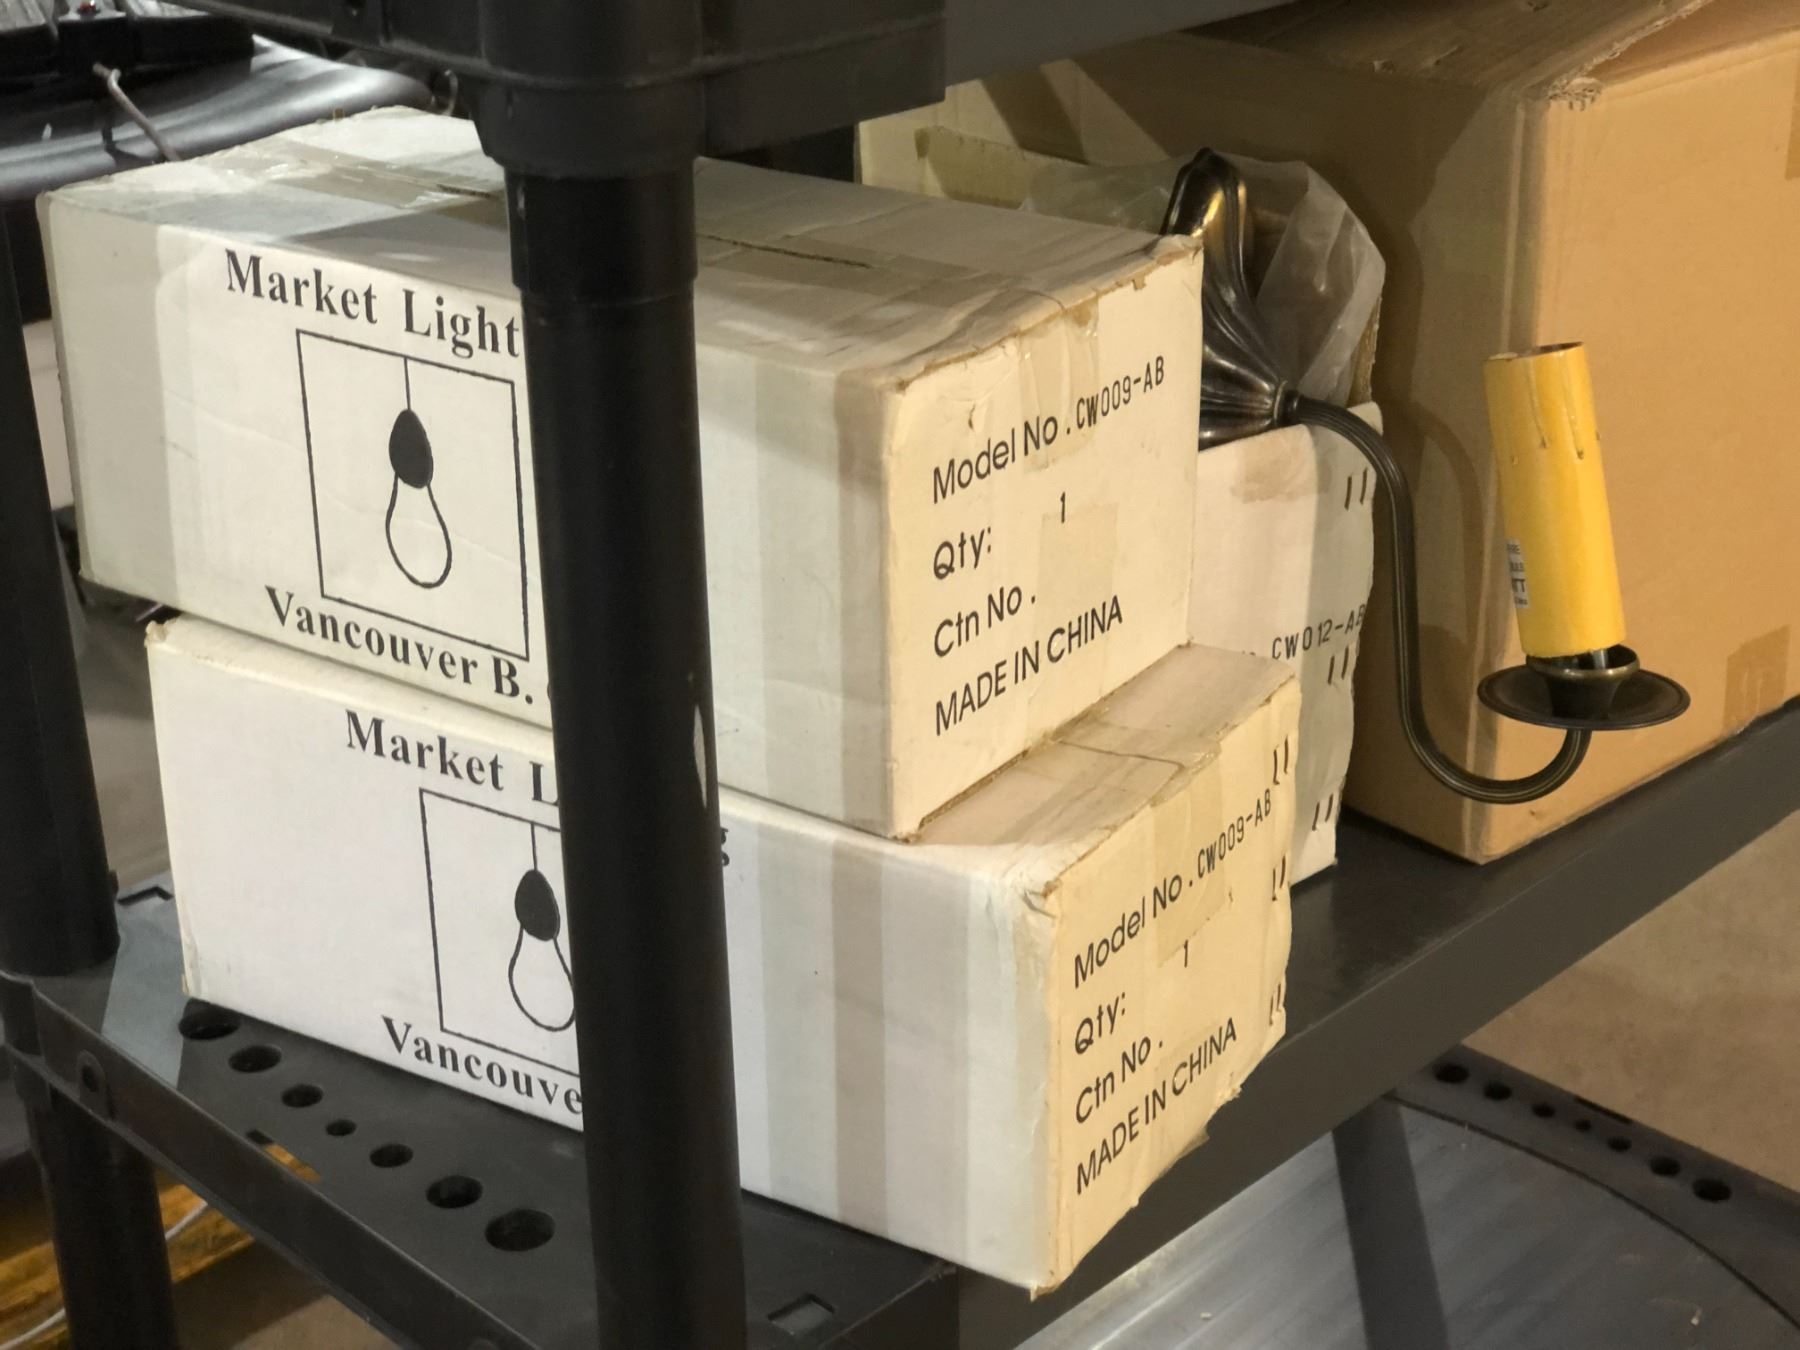 Market Light
Vancouver B.
Model No. CW009-AB
Qty: 1
Ctn No.
MADE IN CHINA
Market L
g
Vancouve
Model No. CW009-AB
Qty: 1
Ctn No.
MADE IN CHINA
CW012-AB